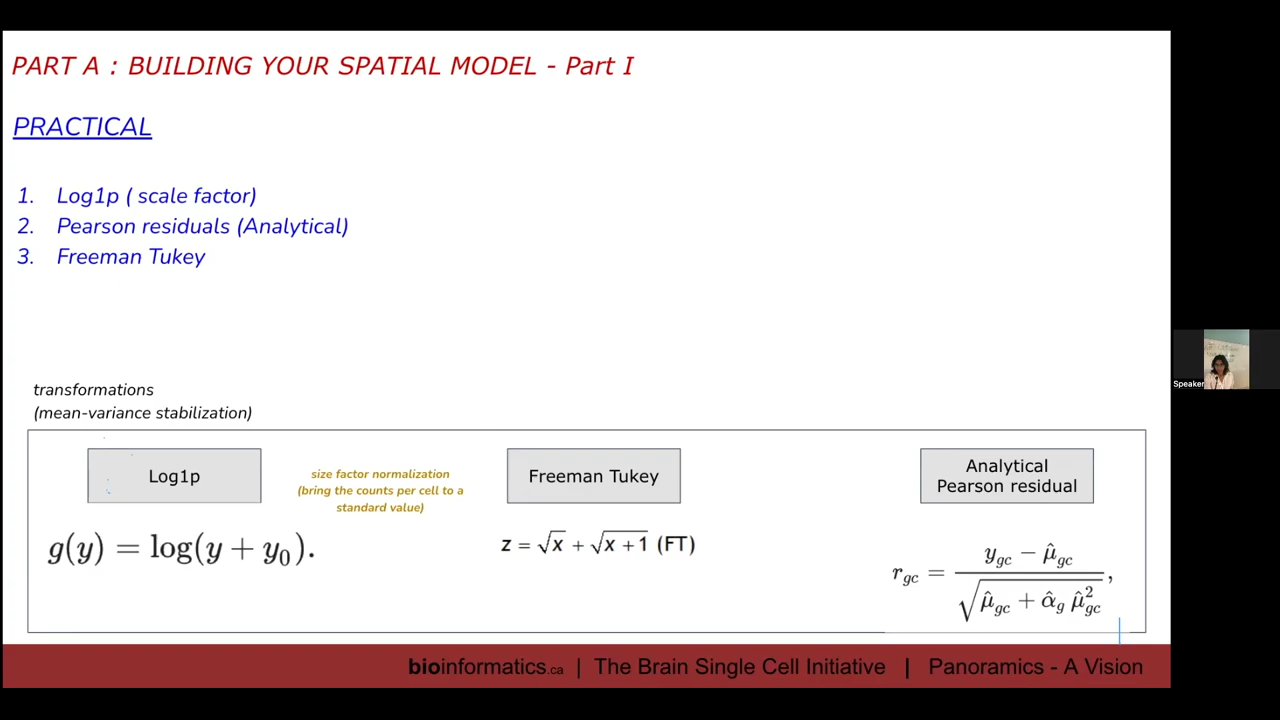 PART A : BUILDING YOUR SPATIAL MODEL - Part I
PRACTICAL
1. Log1p ( scale factor)
2. Pearson residuals (Analytical)
3. Freeman Tukey
transformations
(mean-variance stabilization)
Log1p
g(y) = log(y + y₀).
size factor normalization
(bring the counts per cell to a
standard value)
Freeman Tukey
z = √x + √(x + 1) (FT)
Analytical
Pearson residual
r_gc = (y_gc − μ̂_gc) / √(μ̂_gc + α̂_g μ̂²_gc),
Speaker
bioinformatics.ca | The Brain Single Cell Initiative | Panoramics - A Vision